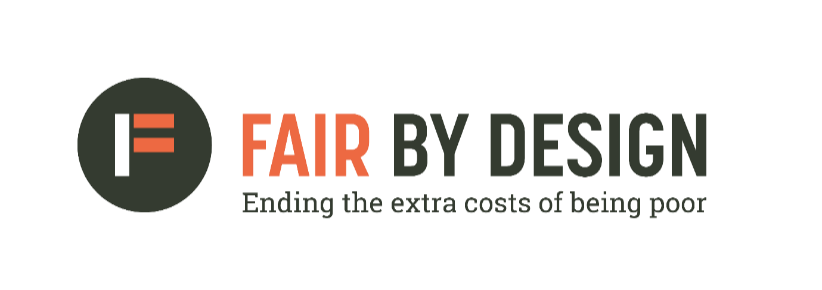 F
FAIR BY DESIGN
Ending the extra costs of being poor